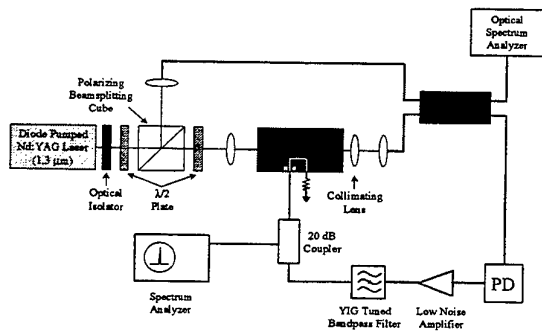 Optical
Spectrum
Analyzer
Polarizing
Beamsplitting
Cube
Diode Pumped
Nd:YAG Laser
(1.3 μm)
Optical
Isolator
λ/2
Plate
Collimating
Lens
20 dB
Coupler
Spectrum
Analyzer
YIG Tuned
Bandpass Filter
Low Noise
Amplifier
PD